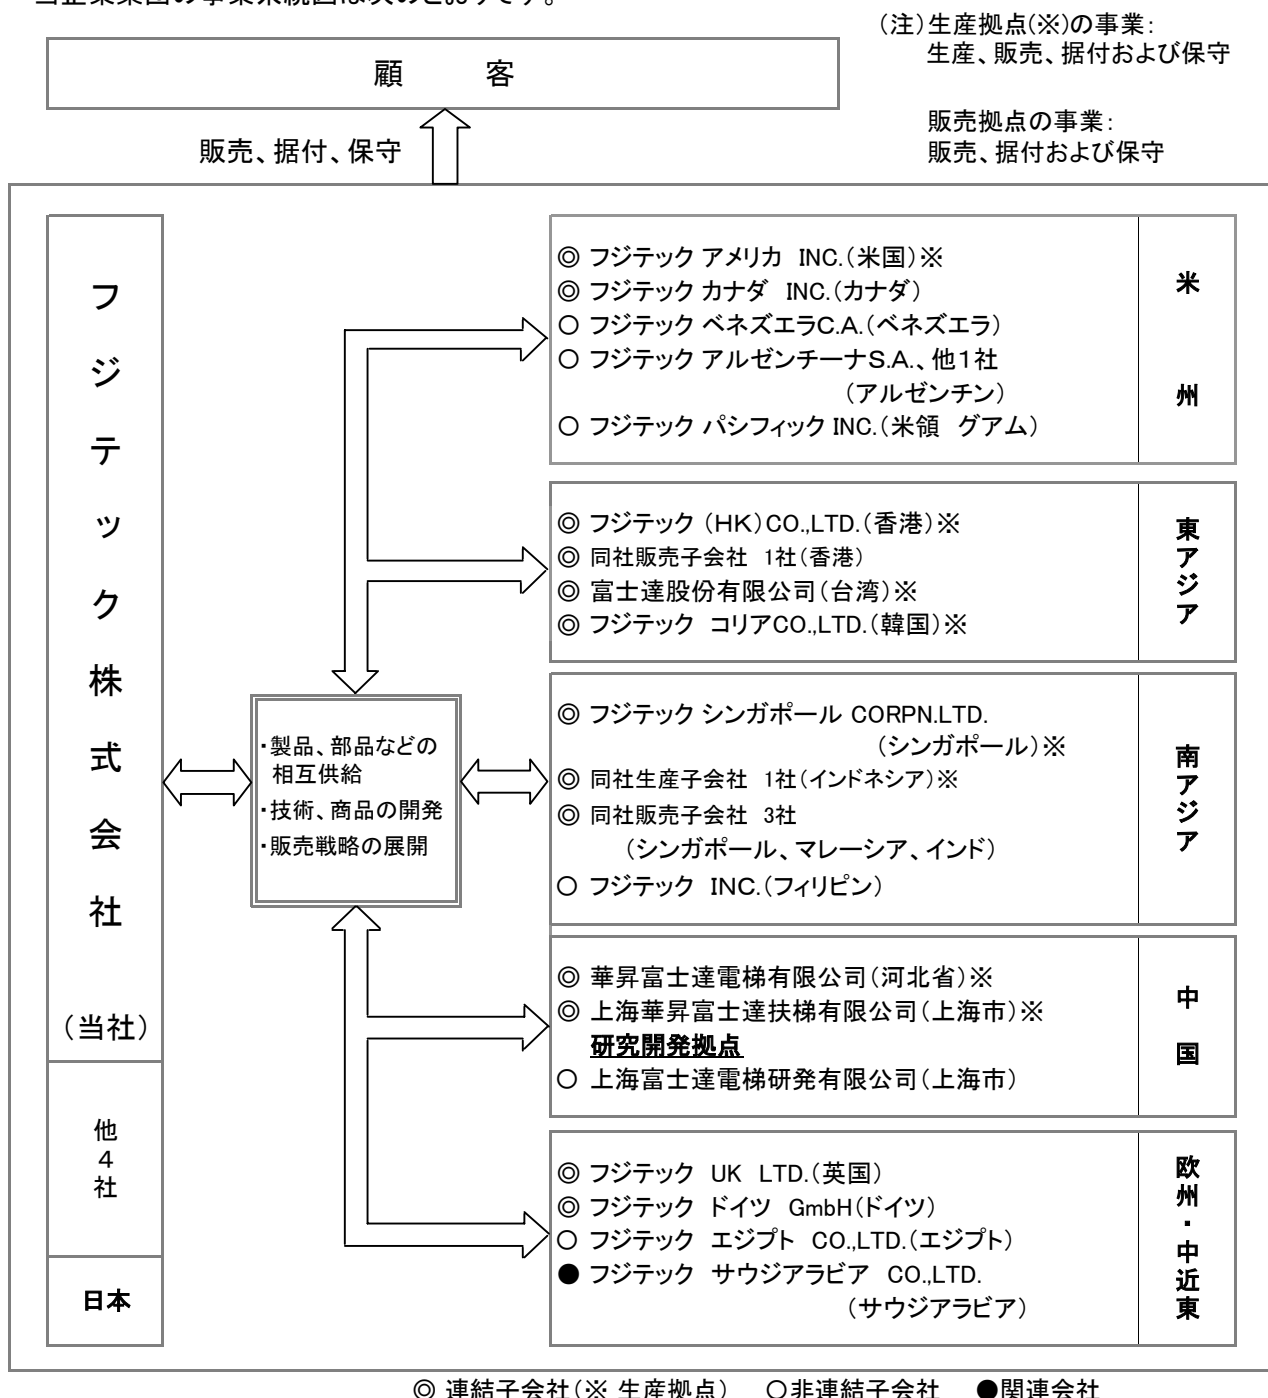 当企業集団の事業系統図は次のとおりです。
(注)生産拠点(※)の事業:
生産、販売、据付および保守
販売拠点の事業:
販売、据付および保守
顧　客
販売、据付、保守
フジテック株式会社
(当社)
他4社
日本
・製品、部品などの
相互供給
・技術、商品の開発
・販売戦略の展開
◎ フジテック アメリカ INC.(米国)※
◎ フジテック カナダ INC.(カナダ)
○ フジテック ベネズエラC.A.(ベネズエラ)
○ フジテック アルゼンチーナS.A.、他1社
(アルゼンチン)
○ フジテック パシフィック INC.(米領 グアム)
米州
◎ フジテック (HK)CO.,LTD.(香港)※
◎ 同社販売子会社 1社(香港)
◎ 富士達股份有限公司(台湾)※
◎ フジテック コリアCO.,LTD.(韓国)※
東アジア
◎ フジテック シンガポール CORPN.LTD.
(シンガポール)※
◎ 同社生産子会社 1社(インドネシア)※
◎ 同社販売子会社 3社
(シンガポール、マレーシア、インド)
○ フジテック INC.(フィリピン)
南アジア
◎ 華昇富士達電梯有限公司(河北省)※
◎ 上海華昇富士達扶梯有限公司(上海市)※
研究開発拠点
○ 上海富士達電梯研発有限公司(上海市)
中国
◎ フジテック UK LTD.(英国)
◎ フジテック ドイツ GmbH(ドイツ)
○ フジテック エジプト CO.,LTD.(エジプト)
● フジテック サウジアラビア CO.,LTD.
(サウジアラビア)
欧州・中近東
◎ 連結子会社(※ 生産拠点) ○非連結子会社 ●関連会社